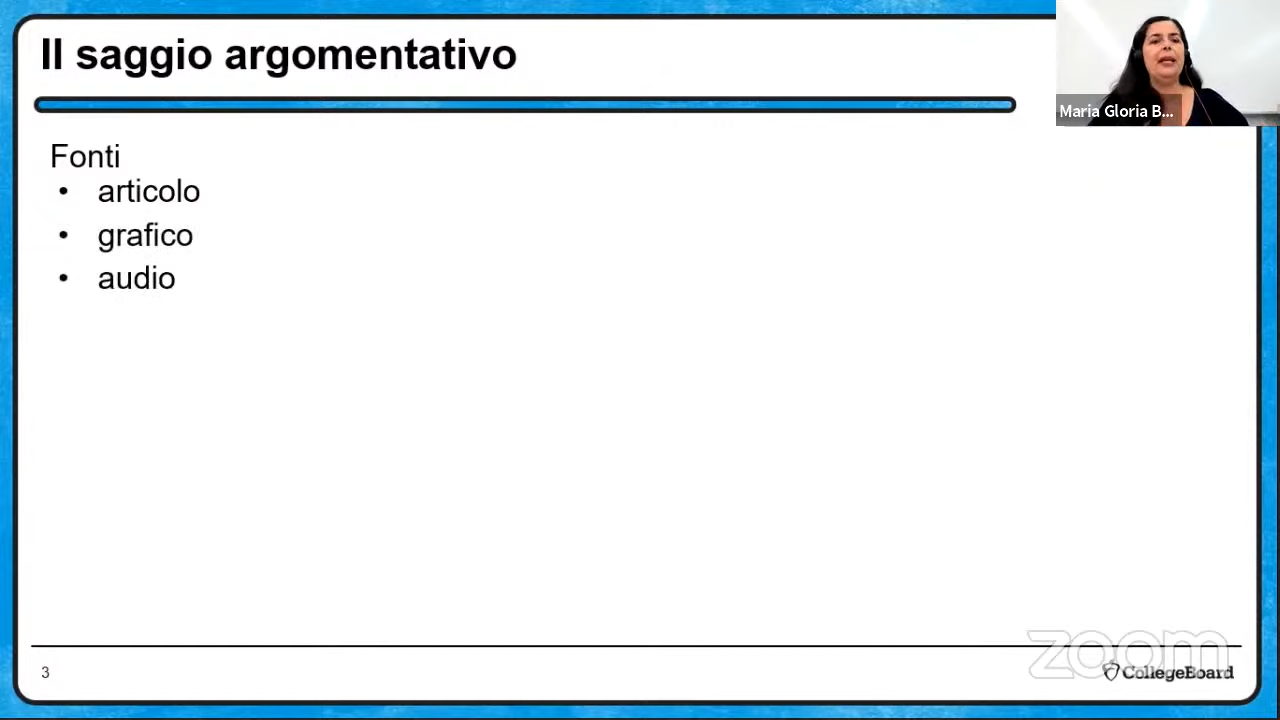 Il saggio argomentativo
Maria Gloria B...
Fonti
• articolo
• grafico
• audio
zoom
3
CollegeBoard